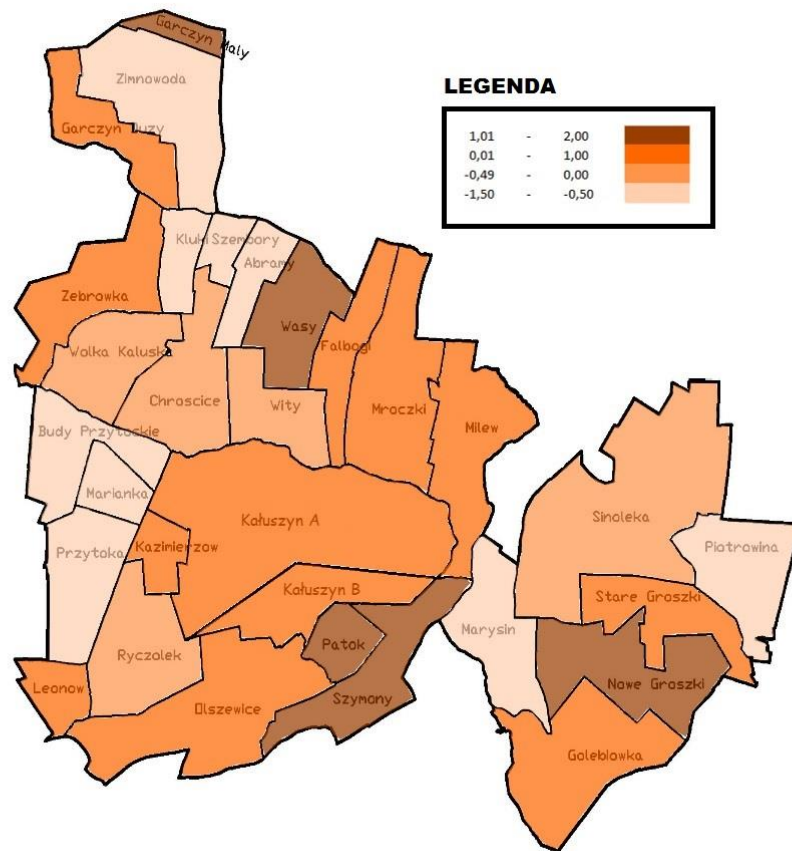 Garczyn Maly
Zimnowoda
LEGENDA
1,01 - 2,00
0,01 - 1,00
-0,49 - 0,00
-1,50 - -0,50
Garczyn Duzy
Kluki
Szembory
Abramy
Zebrowka
Wasy
Falbogi
Wolka Kaluska
Chroscice
Wity
Mroczki
Milew
Budy Przytockie
Marianka
Kałuszyn A
Sinoleka
Przytoka
Kazimierzow
Piotrowina
Kałuszyn B
Stare Groszki
Marysin
Patok
Ryczolek
Leonow
Szymony
Nowe Groszki
Olszewice
Golebiowka